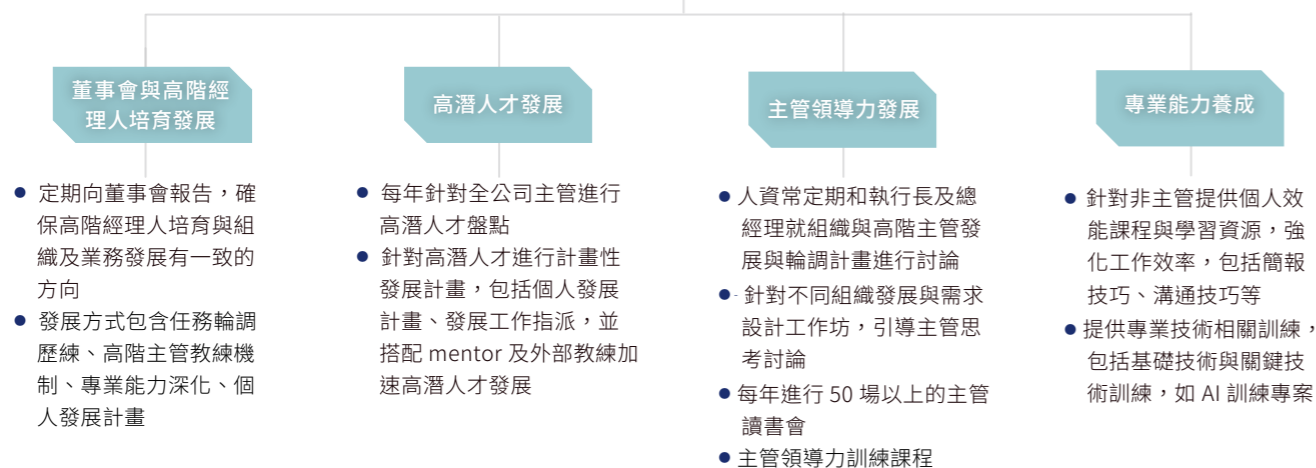 董事會與高階經
理人培育發展
● 定期向董事會報告，確
保高階經理人培育與組
織及業務發展有一致的
方向
● 發展方式包含任務輪調
歷練、高階主管教練機
制、專業能力深化、個
人發展計畫
高潛人才發展
● 每年針對全公司主管進行
高潛人才盤點
● 針對高潛人才進行計畫性
發展計畫，包括個人發展
計畫、發展工作指派，並
搭配 mentor 及外部教練加
速高潛人才發展
主管領導力發展
● 人資常定期和執行長及總
經理就組織與高階主管發
展與輪調計畫進行討論
● - 針對不同組織發展與需求
設計工作坊，引導主管思
考討論
● 每年進行 50 場以上的主管
讀書會
● 主管領導力訓練課程
專業能力養成
● 針對非主管提供個人效
能課程與學習資源，強
化工作效率，包括簡報
技巧、溝通技巧等
● 提供專業技術相關訓練，
包括基礎技術與關鍵技
術訓練，如 AI 訓練專案